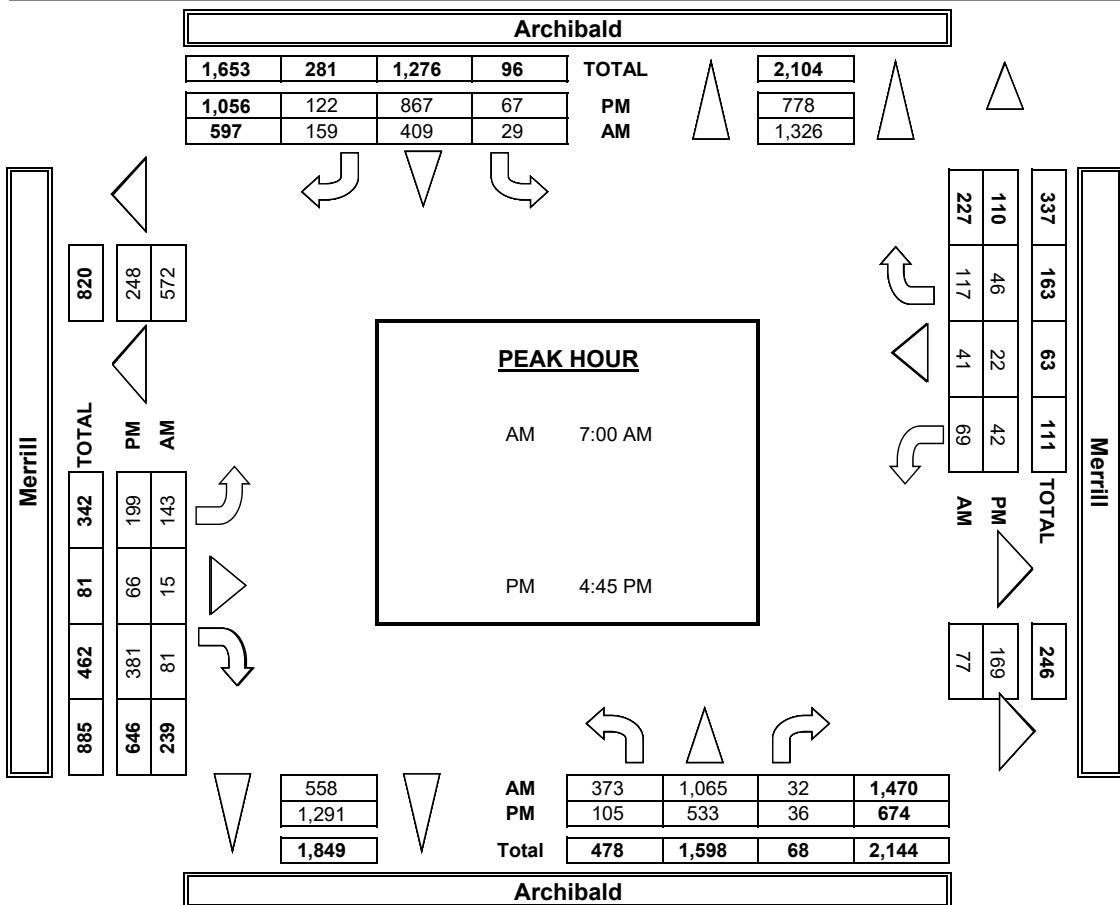 Archibald
1,653 281 1,276 96 TOTAL 2,104
1,056 122 867 67 PM 778
597 159 409 29 AM 1,326
Merrill
820 248 572
TOTAL PM AM
342 199 143
81 66 15
462 381 81
885 646 239
PEAK HOUR
AM 7:00 AM
PM 4:45 PM
227 110 337
117 46 163
41 22 63
69 42 111
AM PM TOTAL
77 169 246
Merrill
558 AM 373 1,065 32 1,470
1,291 PM 105 533 36 674
1,849 Total 478 1,598 68 2,144
Archibald